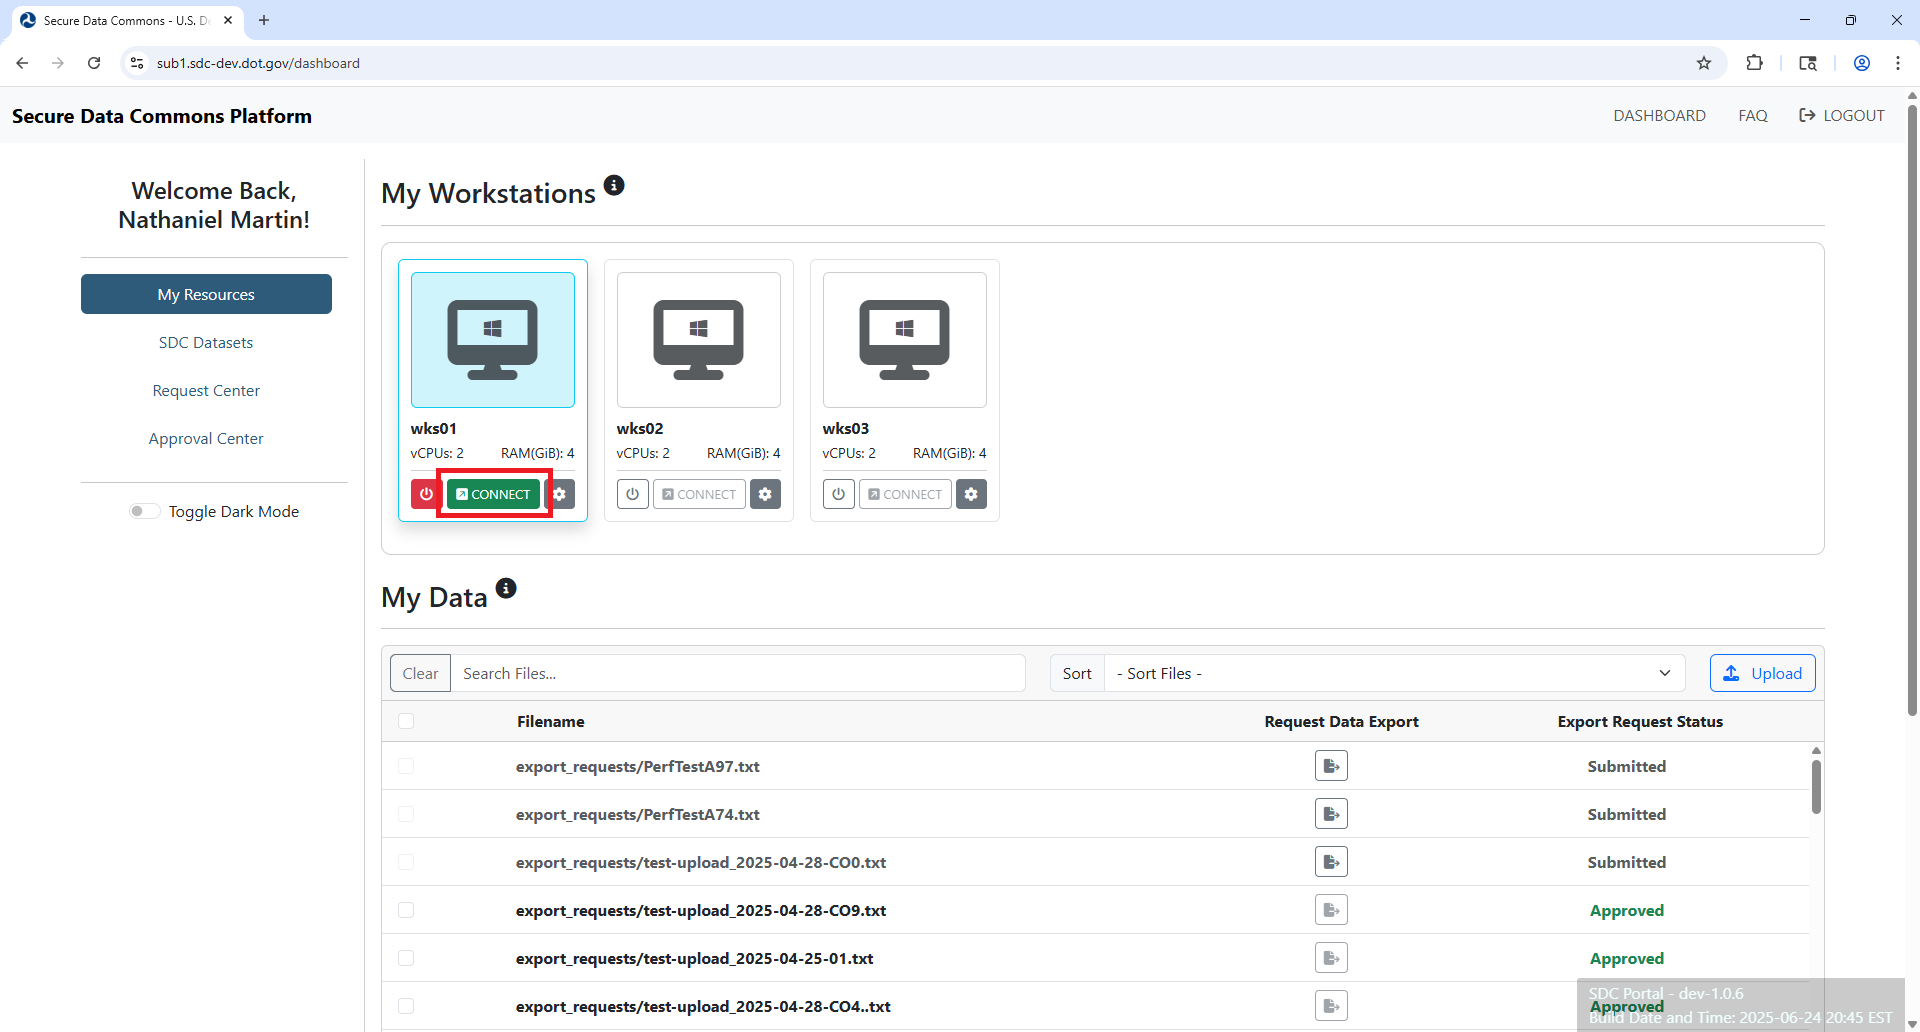 Secure Data Commons - U.S. De
sub1.sdc-dev.dot.gov/dashboard
Secure Data Commons Platform
DASHBOARD
FAQ
LOGOUT
Welcome Back,
Nathaniel Martin!
My Resources
SDC Datasets
Request Center
Approval Center
Toggle Dark Mode
My Workstations
wks01
vCPUs: 2 RAM(GiB): 4
CONNECT
wks02
vCPUs: 2 RAM(GiB): 4
CONNECT
wks03
vCPUs: 2 RAM(GiB): 4
CONNECT
My Data
Clear Search Files... Sort - Sort Files - Upload
Filename Request Data Export Export Request Status
export_requests/PerfTestA97.txt Submitted
export_requests/PerfTestA74.txt Submitted
export_requests/test-upload_2025-04-28-CO0.txt Submitted
export_requests/test-upload_2025-04-28-CO9.txt Approved
export_requests/test-upload_2025-04-25-01.txt Approved
export_requests/test-upload_2025-04-28-CO4..txt Approved
SDC Portal - dev-1.0.6
Build Date and Time: 2025-06-24 20:45 EST